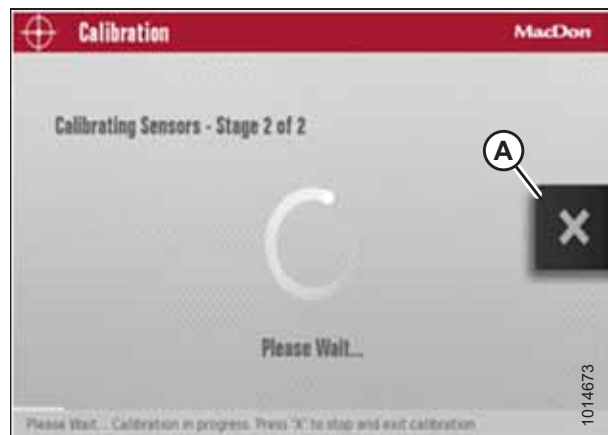 Calibration
MacDon
Calibrating Sensors - Stage 2 of 2
A
X
Please Wait...
Please Wait... Calibration in progress. Press "X" to stop and exit calibration
1014673